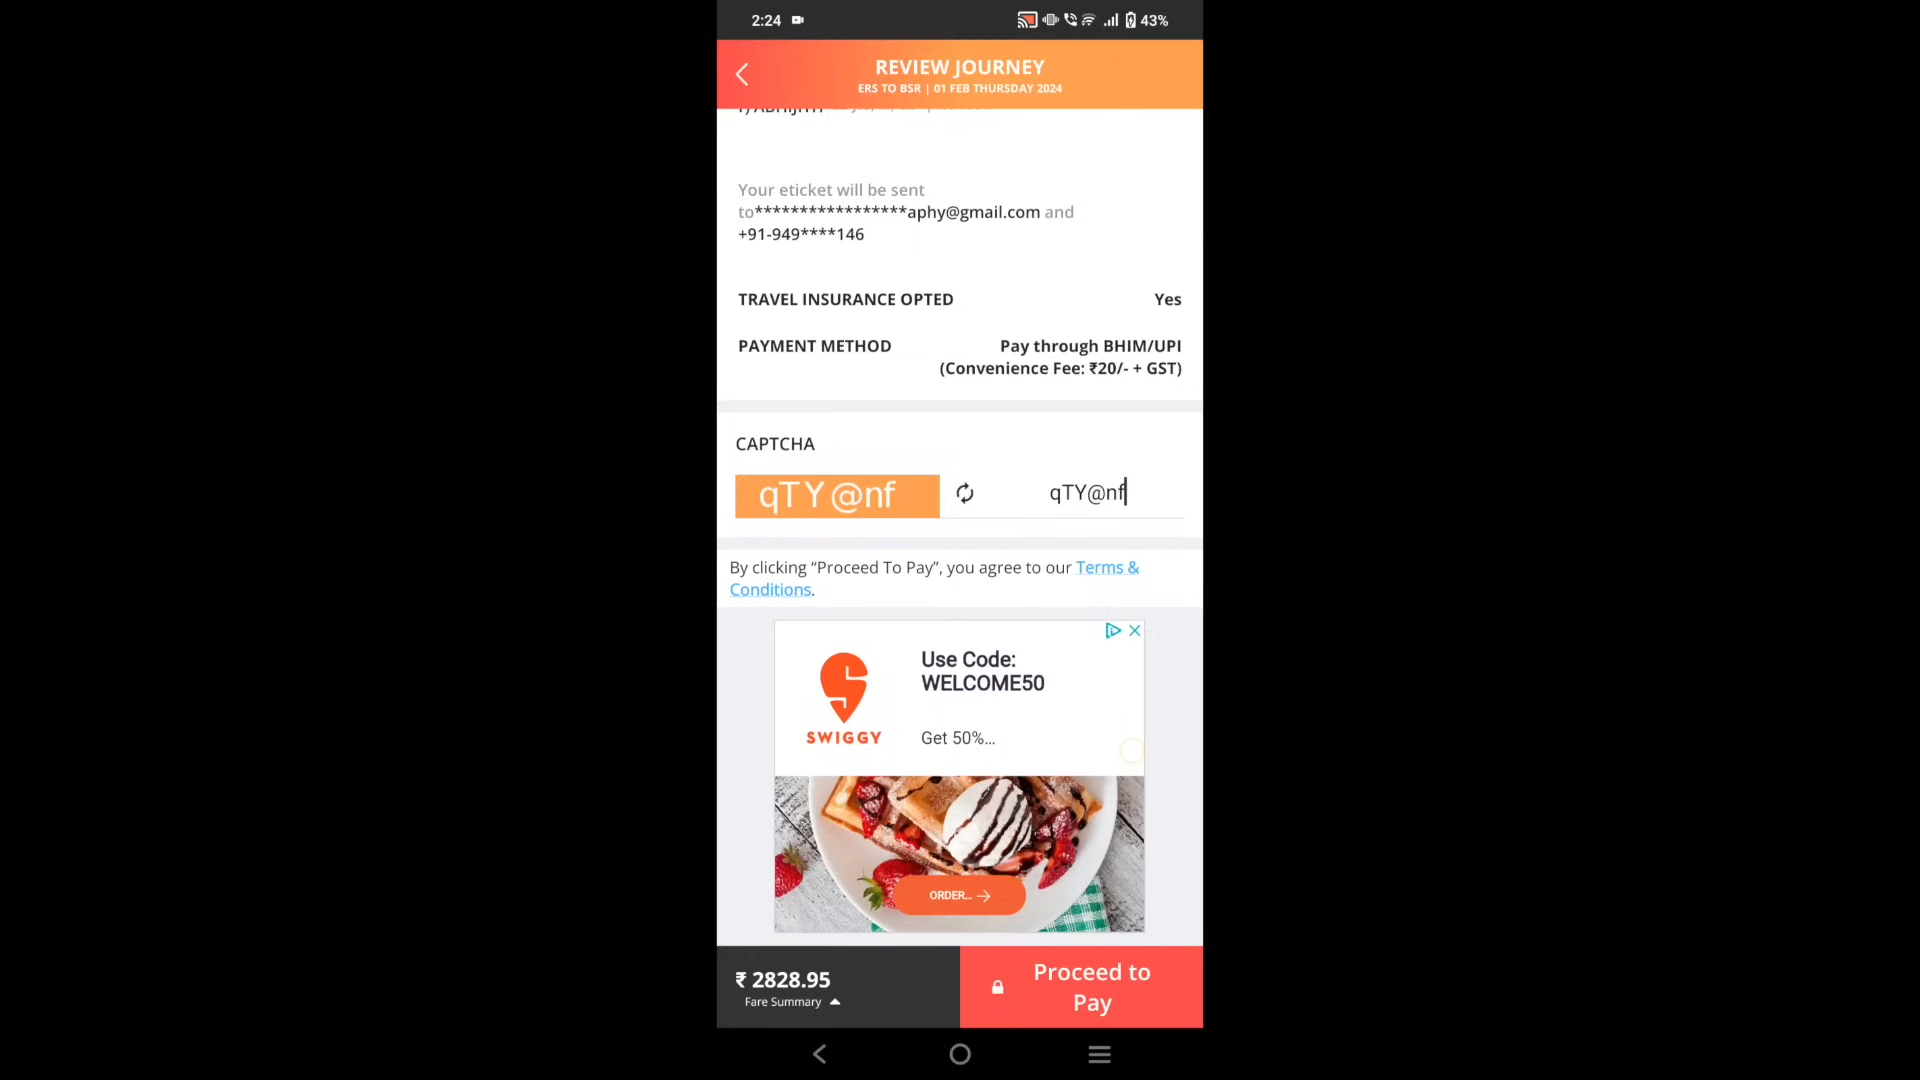 2:24
43%
REVIEW JOURNEY
ERS TO BSR | 01 FEB THURSDAY 2024
Your eticket will be sent
to*****************aphy@gmail.com and
+91-949****146
TRAVEL INSURANCE OPTED Yes
PAYMENT METHOD Pay through BHIM/UPI
(Convenience Fee: ₹20/- + GST)
CAPTCHA
qTY@nf qTY@nf
By clicking “Proceed To Pay”, you agree to our Terms &
Conditions.
Use Code:
WELCOME50
SWIGGY
Get 50%...
ORDER...
₹ 2828.95
Fare Summary
Proceed to
Pay